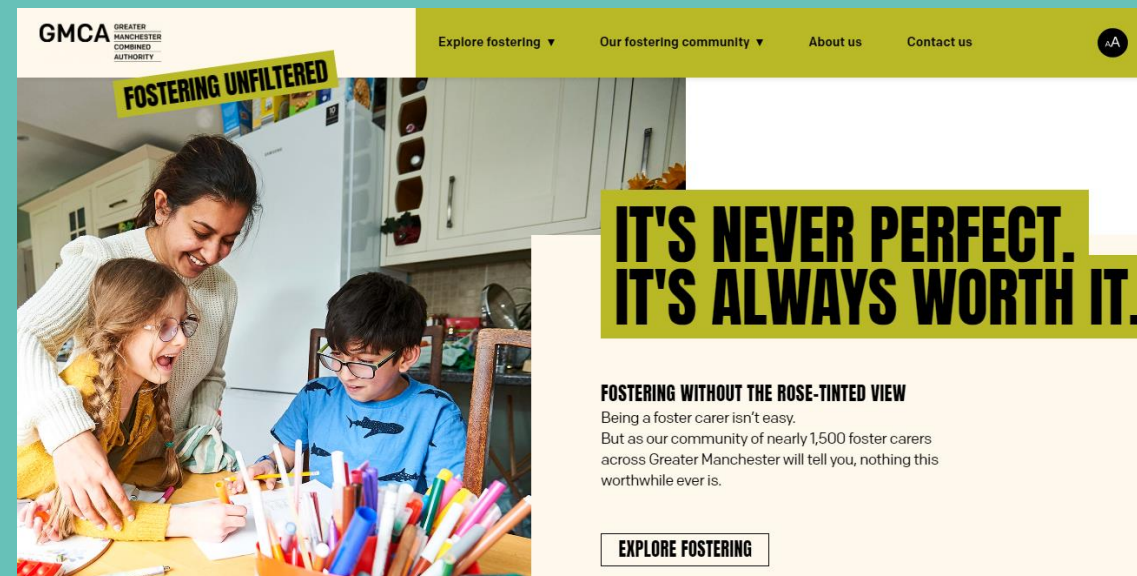 GMCA
GREATER
MANCHESTER
COMBINED
AUTHORITY
Explore fostering ▼
Our fostering community ▼
About us
Contact us
AA
FOSTERING UNFILTERED
IT'S NEVER PERFECT.
IT'S ALWAYS WORTH IT.
FOSTERING WITHOUT THE ROSE-TINTED VIEW
Being a foster carer isn't easy.
But as our community of nearly 1,500 foster carers
across Greater Manchester will tell you, nothing this
worthwhile ever is.
EXPLORE FOSTERING